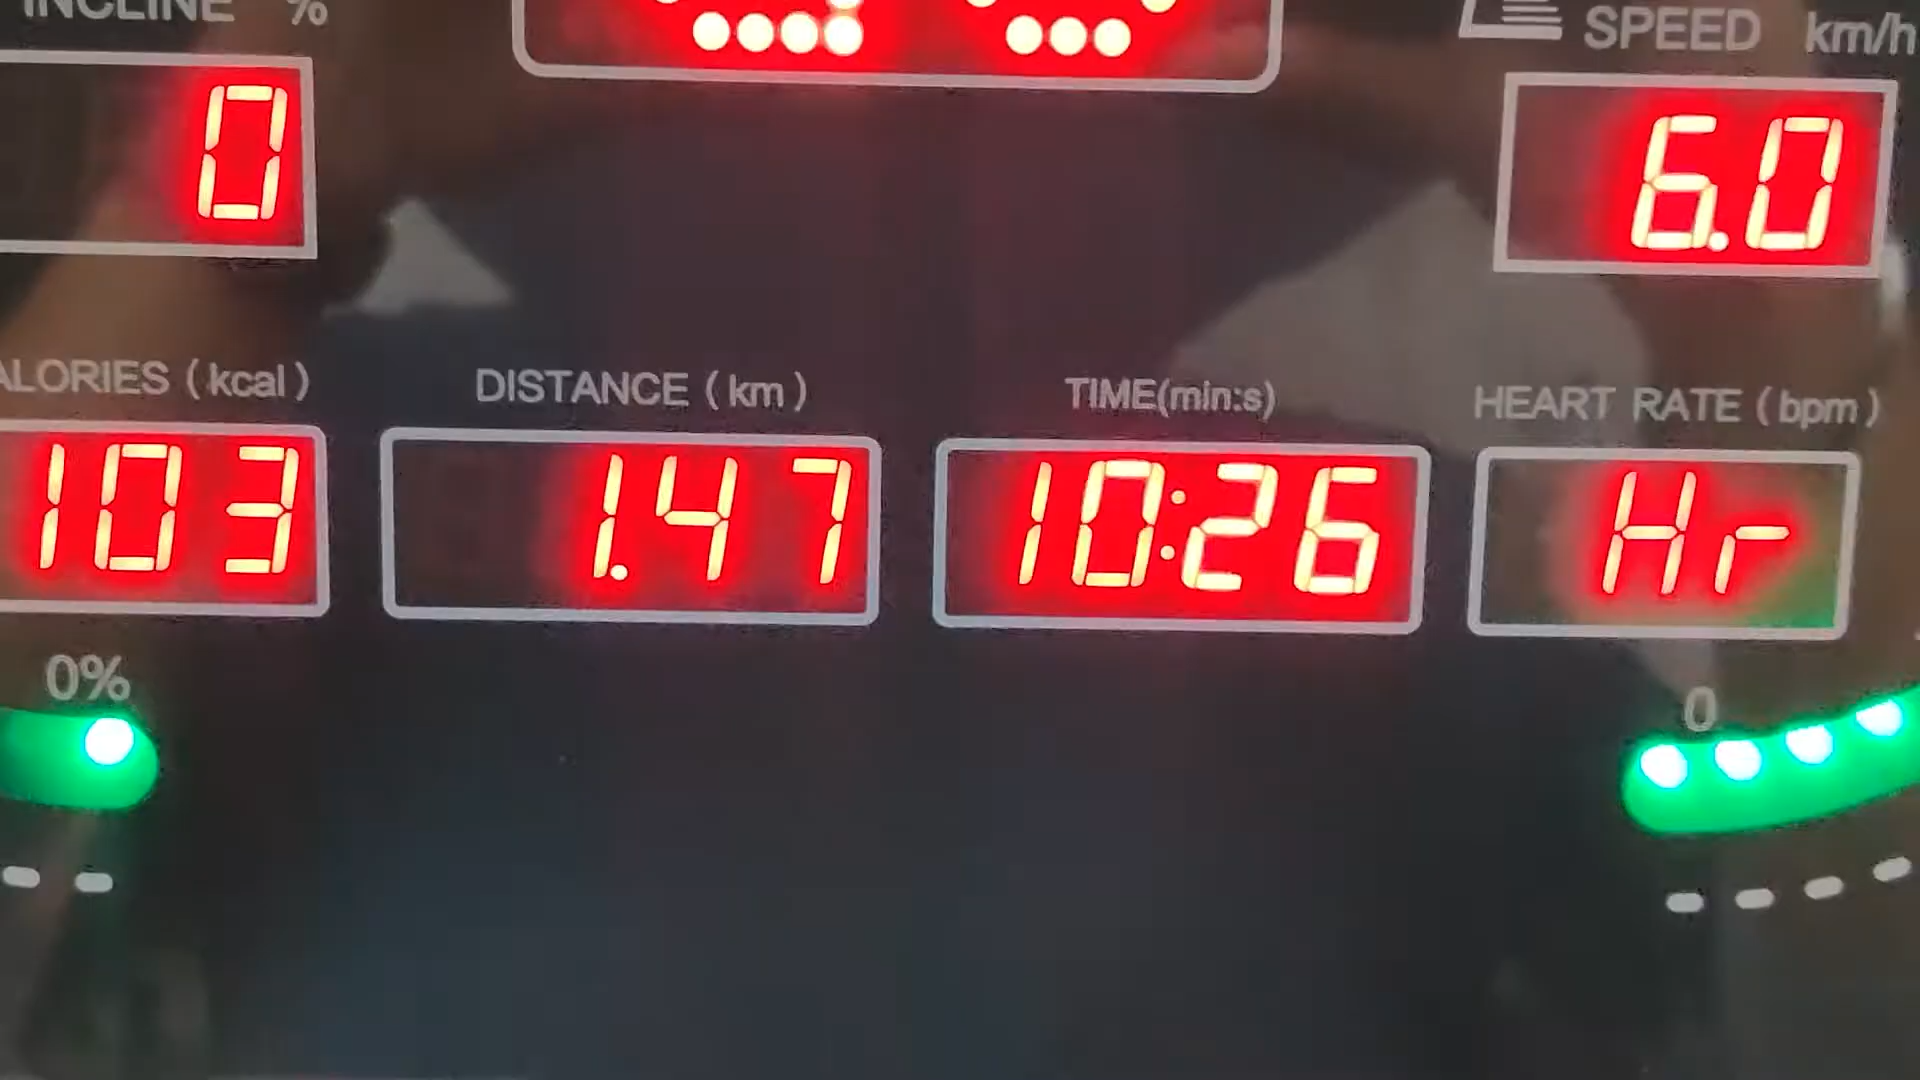 INCLINE %
SPEED km/h
0
6.0
ALORIES (kcal)
DISTANCE (km)
TIME(min:s)
HEART RATE (bpm)
103
1.47
10:26
Hr
0%
0